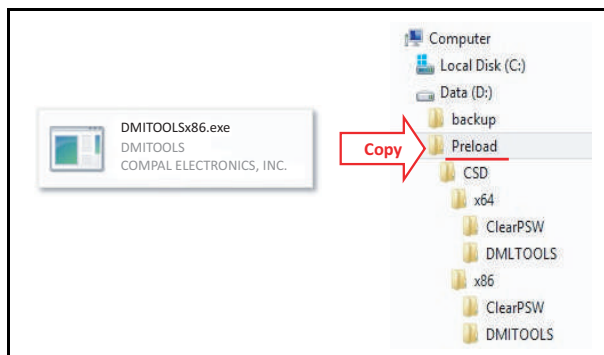 DMITOOLSx86.exe
DMITOOLS
COMPAL ELECTRONICS, INC.
Copy
Computer
Local Disk (C:)
Data (D:)
backup
Preload
CSD
x64
ClearPSW
DMLTOOLS
x86
ClearPSW
DMITOOLS